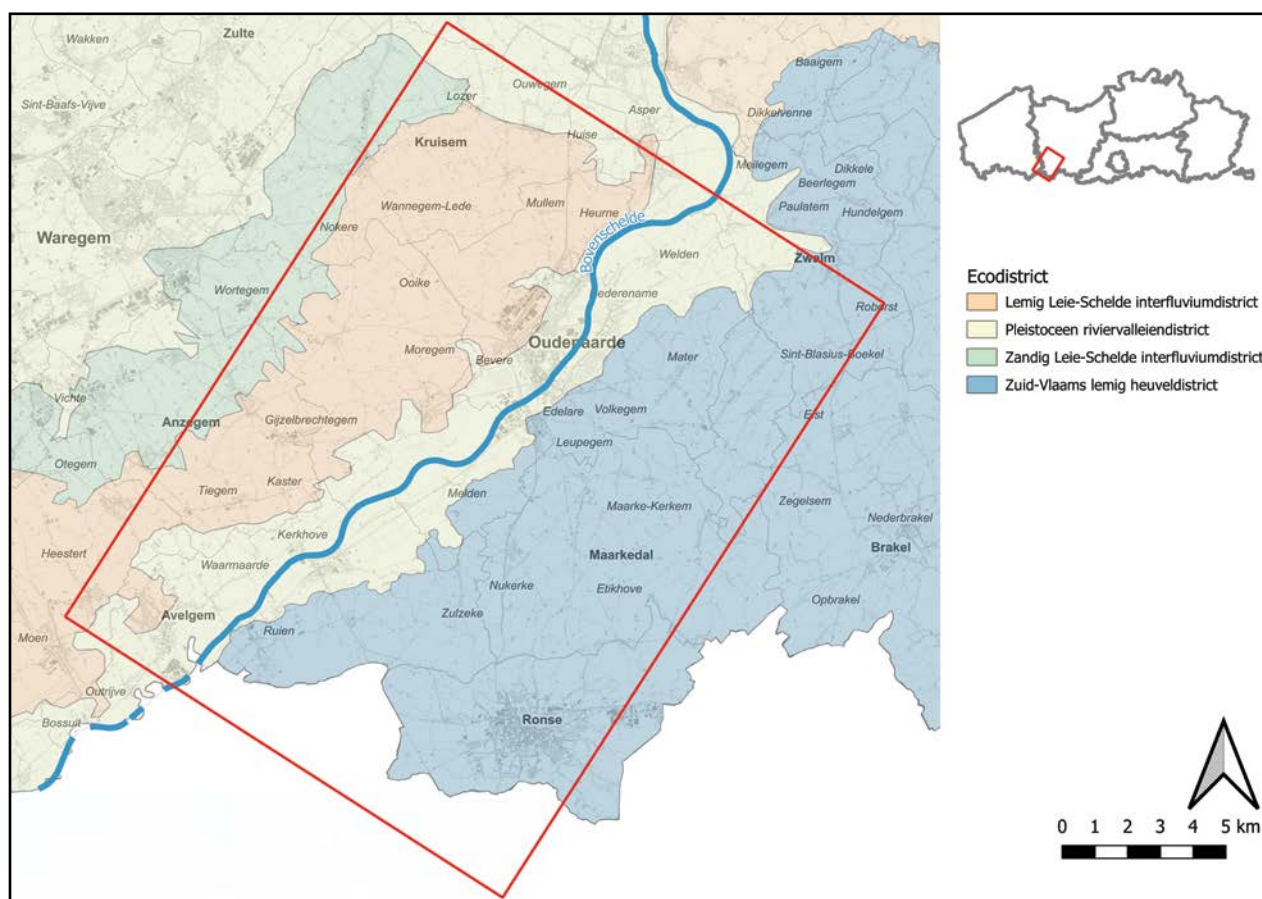 Wakken
Zulte
Baaigem
Ouwegem
Lozer
Asper
Sint-Baafs-Vijve
Dikkelvenne
Kruisem
Huise
Meilegem
Dikkele
Beerlegem
Wannegem-Lede
Mullem
Heurne
Paulatem
Hundelgem
Nokere
Waregem
Bovenschelde
Welden
Zwalm
Ooike
Wortegem
Ederename
Roborst
Oudenaarde
Moregem
Bevere
Mater
Sint-Blasius-Boekel
Vichte
Anzegem
Gijzelbrechtegem
Edelare
Volkegem
Elst
Leupegem
Otegem
Tiegem
Kaster
Melden
Maarke-Kerkem
Zegelsem
Nederbrakel
Kerkhove
Heestert
Waarmaarde
Maarkedal
Brakel
Nukerke
Etikhove
Opbrakel
Avelgem
Zulzeke
Moen
Ruien
Outrijve
Bossuit
Ronse
Ecodistrict
Lemig Leie-Schelde interfluviumdistrict
Pleistoceen riviervalleiendistrict
Zandig Leie-Schelde interfluviumdistrict
Zuid-Vlaams lemig heuveldistrict
0 1 2 3 4 5 km